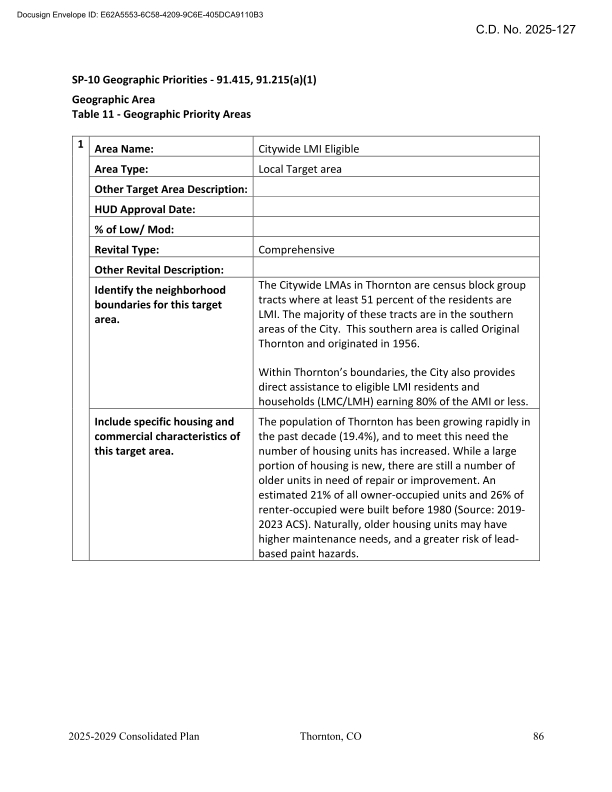 Docusign Envelope ID: E62A5553-6C58-4209-9C6E-405DCA9110B3
C.D. No. 2025-127
SP-10 Geographic Priorities - 91.415, 91.215(a)(1)
Geographic Area
Table 11 - Geographic Priority Areas
1
Area Name:
Citywide LMI Eligible
Area Type:
Local Target area
Other Target Area Description:
HUD Approval Date:
% of Low/ Mod:
Revital Type:
Comprehensive
Other Revital Description:
Identify the neighborhood
boundaries for this target
area.
The Citywide LMAs in Thornton are census block group
tracts where at least 51 percent of the residents are
LMI. The majority of these tracts are in the southern
areas of the City.  This southern area is called Original
Thornton and originated in 1956.
Within Thornton’s boundaries, the City also provides
direct assistance to eligible LMI residents and
households (LMC/LMH) earning 80% of the AMI or less.
Include specific housing and
commercial characteristics of
this target area.
The population of Thornton has been growing rapidly in
the past decade (19.4%), and to meet this need the
number of housing units has increased. While a large
portion of housing is new, there are still a number of
older units in need of repair or improvement. An
estimated 21% of all owner-occupied units and 26% of
renter-occupied were built before 1980 (Source: 2019-
2023 ACS). Naturally, older housing units may have
higher maintenance needs, and a greater risk of lead-
based paint hazards.
2025-2029 Consolidated Plan
Thornton, CO
86